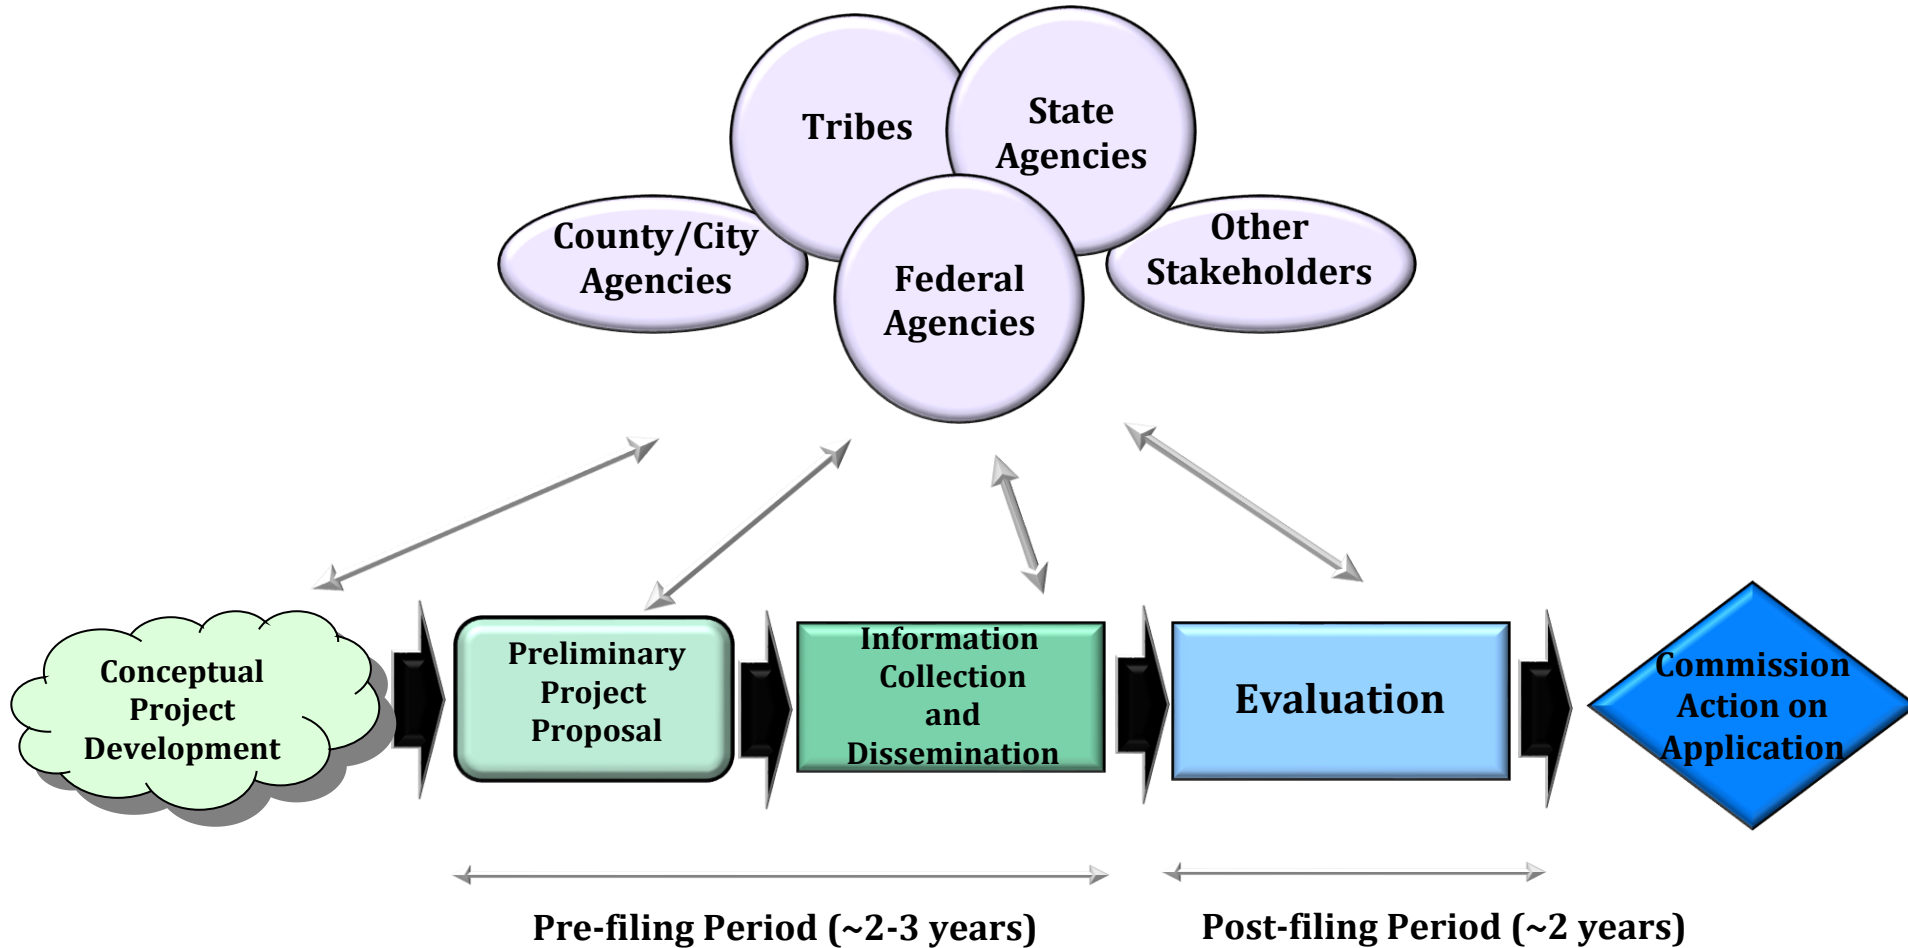 Tribes
State
Agencies
County/City
Agencies
Federal
Agencies
Other
Stakeholders
Conceptual
Project
Development
Preliminary
Project
Proposal
Information
Collection
and
Dissemination
Evaluation
Commission
Action on
Application
Pre-filing Period (~2-3 years)
Post-filing Period (~2 years)